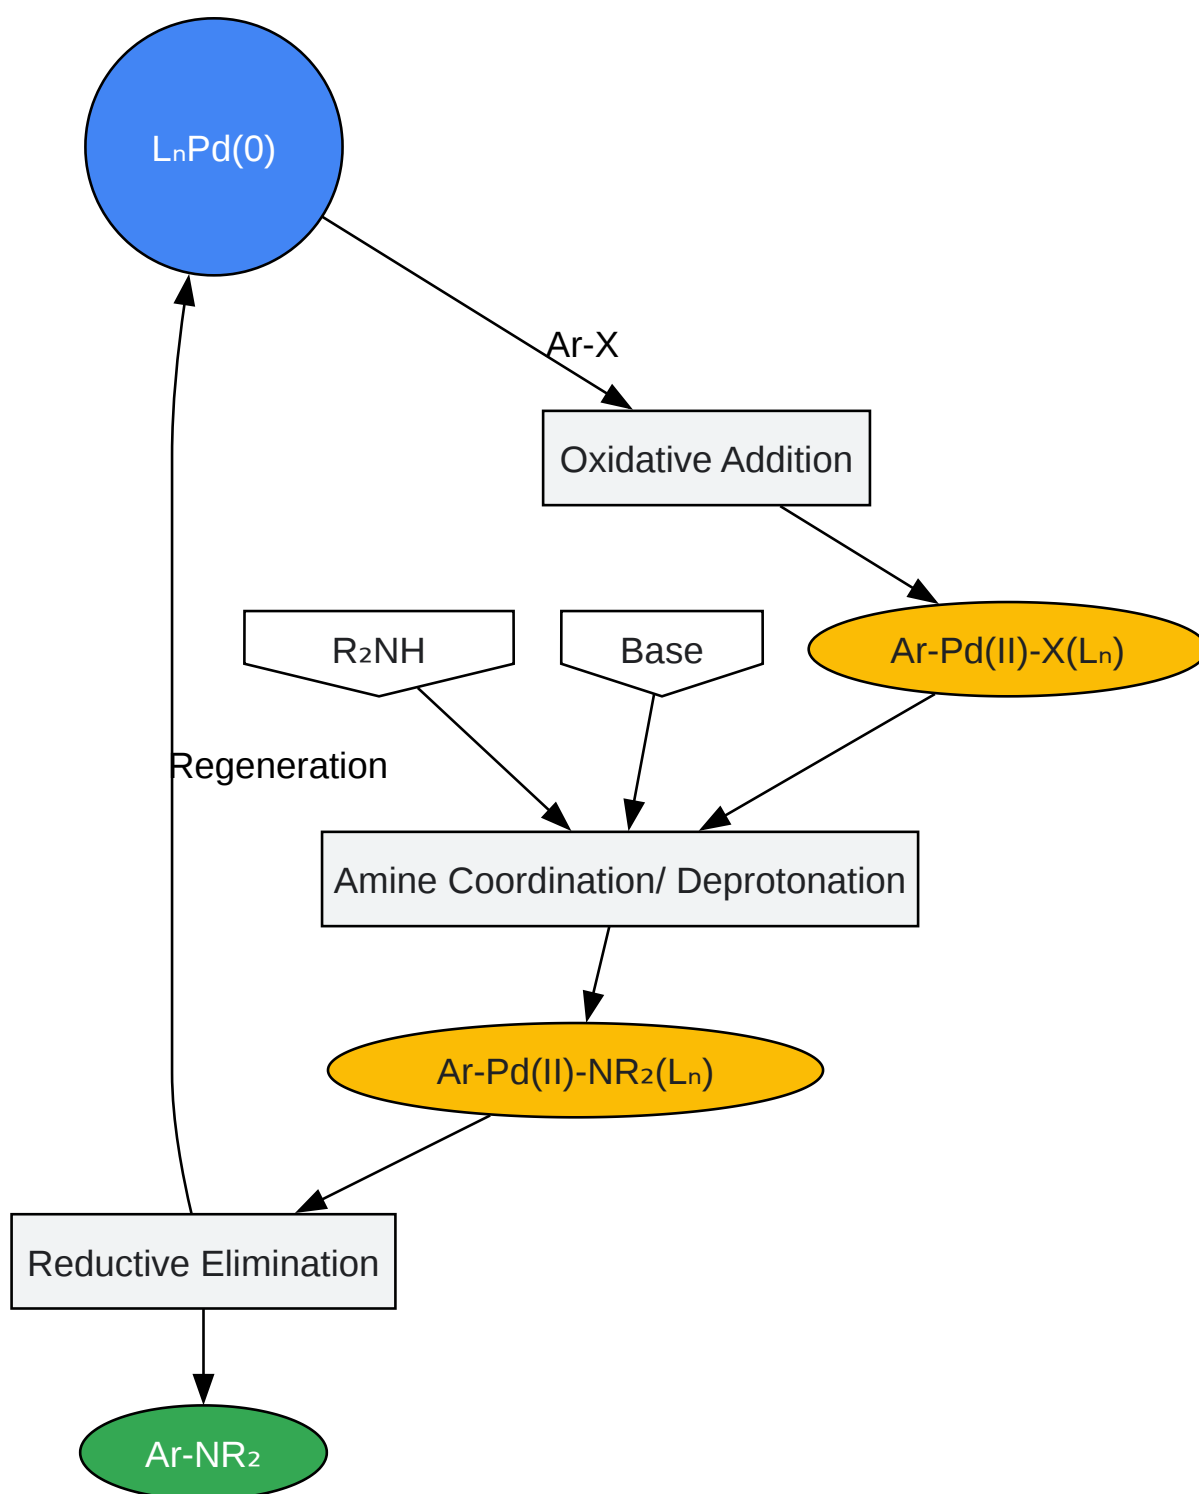 LₙPd(0)
Ar-X
Oxidative Addition
R₂NH
Base
Ar-Pd(II)-X(Lₙ)
Regeneration
Amine Coordination/ Deprotonation
Ar-Pd(II)-NR₂(Lₙ)
Reductive Elimination
Ar-NR₂